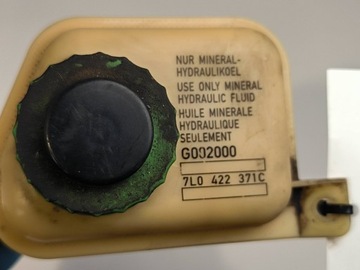 NUR MINERAL-
HYDRAULIKOEL
USE ONLY MINERAL
HYDRAULIC FLUID
HUILE MINERALE
HYDRAULIQUE
SEULEMENT
G002000
7L0 422 371C